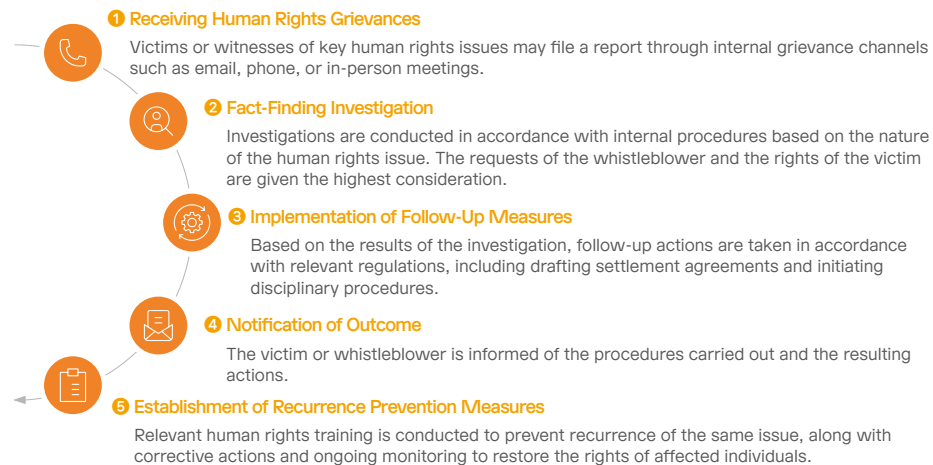 ❶ Receiving Human Rights Grievances
Victims or witnesses of key human rights issues may file a report through internal grievance channels
such as email, phone, or in-person meetings.
❷ Fact-Finding Investigation
Investigations are conducted in accordance with internal procedures based on the nature
of the human rights issue. The requests of the whistleblower and the rights of the victim
are given the highest consideration.
❸ Implementation of Follow-Up Measures
Based on the results of the investigation, follow-up actions are taken in accordance
with relevant regulations, including drafting settlement agreements and initiating
disciplinary procedures.
❹ Notification of Outcome
The victim or whistleblower is informed of the procedures carried out and the resulting
actions.
❺ Establishment of Recurrence Prevention Measures
Relevant human rights training is conducted to prevent recurrence of the same issue, along with
corrective actions and ongoing monitoring to restore the rights of affected individuals.